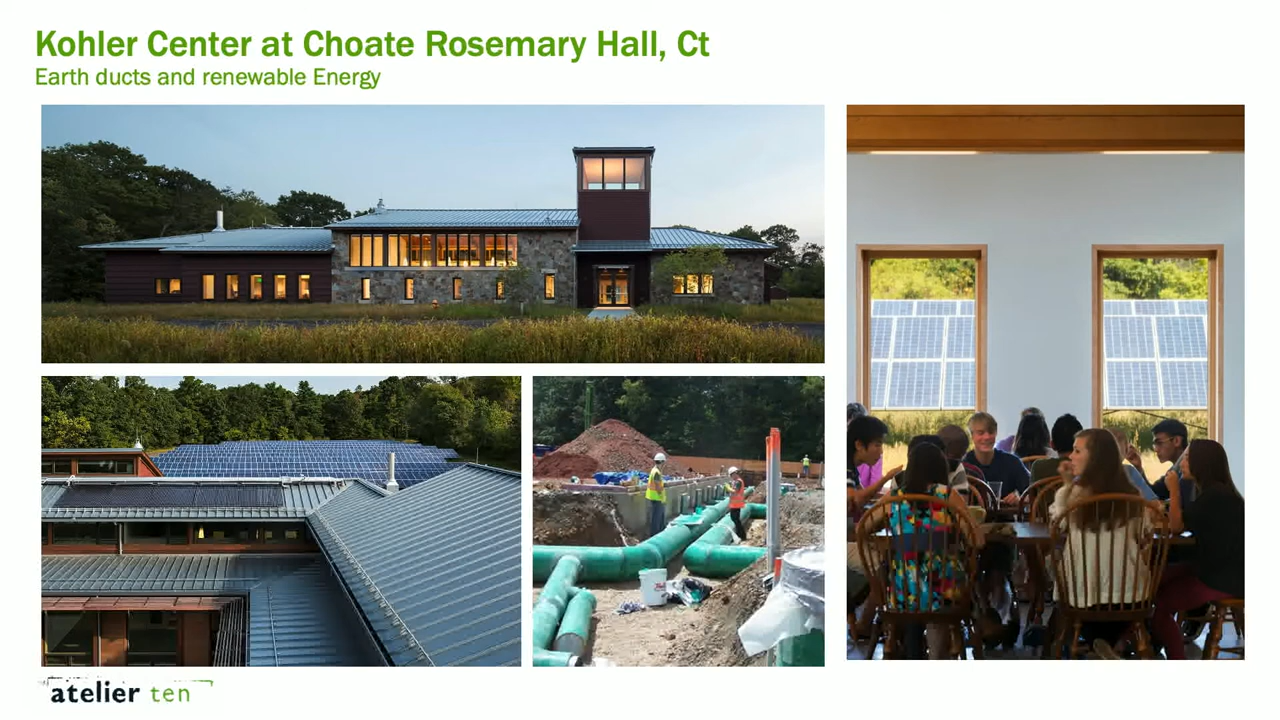 Kohler Center at Choate Rosemary Hall, Ct
Earth ducts and renewable Energy
atelier ten